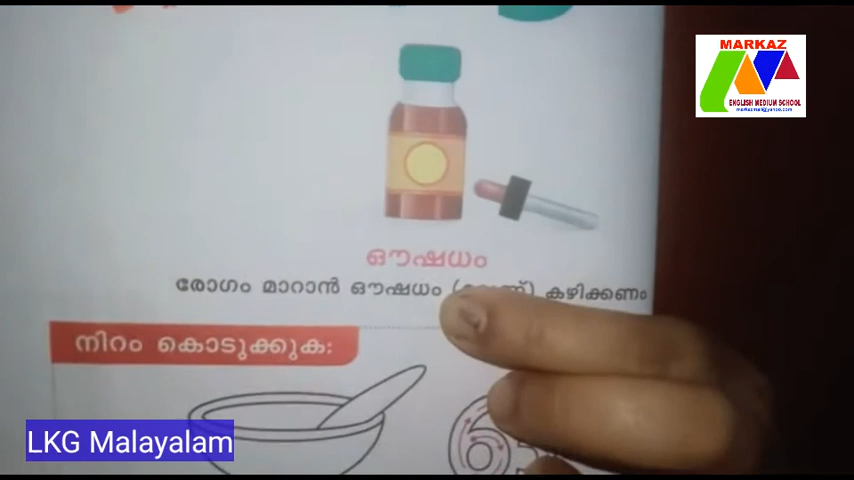 MARKAZ
ENGLISH MEDIUM SCHOOL
ഔഷധം
രോഗം മാറാൻ ഔഷധം കഴിക്കണം
നിറം കൊടുക്കുക:
LKG Malayalam